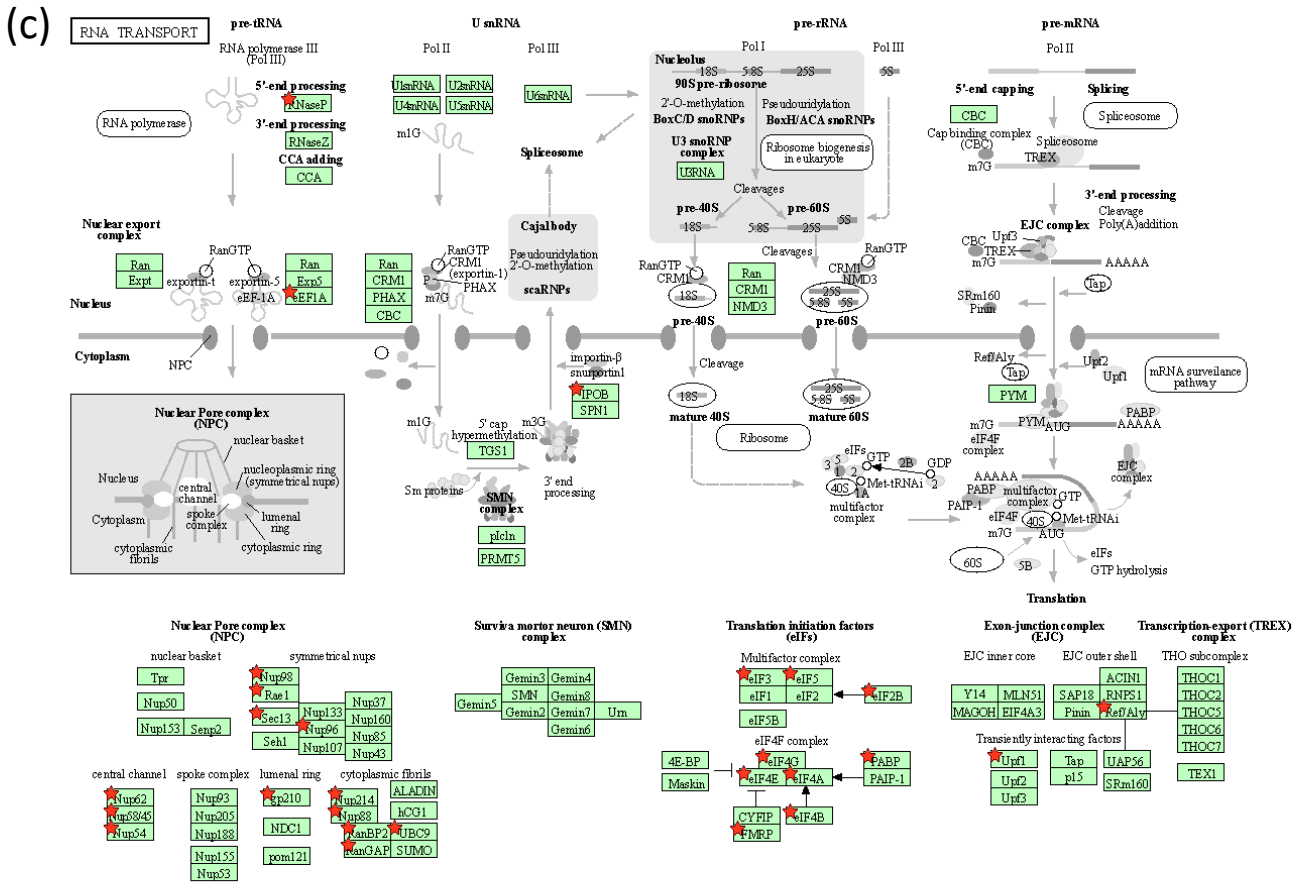 (c)
RNA TRANSPORT
pre-tRNA
RNA polymerase III
(Pol III)
5'-end processing
RNaseP
RNA polymerase
3'-end processing
RNaseZ
CCA adding
CCA
Nuclear export
complex
Ran
Expt
RanGTP
exportin-t
exportin-5
eEF-1A
Ran
Exp5
eEF1A
Nucleus
Cytoplasm
NPC
U snRNA
Pol II
Pol III
U1snRNA
U2snRNA
U4snRNA
U5snRNA
U6snRNA
m1G
Spliceosome
Cajal body
Pseudouridylation
2'-O-methylation
scaRNPs
Ran
CRM1
PHAX
CBC
RanGTP
CRM1
(exportin-1)
P
PHAX
m7G
importin-β
snurportin1
IPOB
SPN1
m1G
5' cap
hypermethylation
TGS1
m3G
Sm proteins
3' end
processing
SMN
complex
pIcln
PRMT5
pre-rRNA
Pol I
Pol III
Nucleolus
18S
5.8S
25S
5S
90S pre-ribosome
2'-O-methylation
BoxC/D snoRNPs
Pseudouridylation
BoxH/ACA snoRNPs
U3 snoRNP
complex
U3RNA
Ribosome biogenesis
in eukaryote
Cleavages
pre-40S
18S
pre-60S
5.8S
25S
5S
Cleavages
RanGTP
CRM1
18S
Ran
CRM1
NMD3
RanGTP
CRM1
NMD3
25S
5.8S
5S
pre-40S
pre-60S
Cleavage
18S
mature 40S
25S
5.8S
5S
mature 60S
Ribosome
eIFs
3
5
1
2
GTP
2B
GDP
2
Met-tRNAi
40S
1A
multifactor
complex
pre-mRNA
Pol II
5'-end capping
Splicing
CBC
Spliceosome
Cap binding complex
(CBC)
Spliceosome
TREX
m7G
3'-end processing
Cleavage
Poly(A)addition
EJC complex
CBC
Upf3
TREX
m7G
AAAAA
Tap
SRm160
Pinin
Ref/Aly
Tap
Upf2
Upf1
mRNA surveilance
pathway
PYM
PYM
AUG
PABP
AAAAA
m7G
eIF4F
complex
EJC
complex
AAAAA
PABP
PAIP-1
multifactor
complex
GTP
eIF4F
40S
Met-tRNAi
m7G
AUG
60S
5B
eIFs
GTP hydrolysis
Translation
Nuclear Pore complex
(NPC)
nuclear basket
Nucleus
nucleoplasmic ring
(symmetrical nups)
central
channel
spoke
complex
lumenal
ring
Cytoplasm
cytoplasmic
fibrils
cytoplasmic ring
Nuclear Pore complex
(NPC)
nuclear basket
Tpr
Nup50
Nup153
Senp2
symmetrical nups
Nup98
Rae1
Sec13
Seh1
Nup133
Nup96
Nup107
Nup37
Nup160
Nup85
Nup43
central channel
Nup62
Nup58/45
Nup54
spoke complex
Nup93
Nup205
Nup188
Nup155
Nup53
lumenal ring
gp210
NDC1
pom121
cytoplasmic fibrils
Nup214
Nup88
RanBP2
RanGAP
ALADIN
hCG1
UBC9
SUMO
Surviva mortor neuron (SMN)
complex
Gemin5
Gemin3
Gemin4
SMN
Gemin8
Gemin2
Gemin7
Gemin6
Unr
Translation initiation factors
(eIFs)
Multifactor complex
eIF3
eIF5
eIF1
eIF2
eIF2B
eIF5B
eIF4F complex
4E-BP
Maskin
eIF4G
eIF4E
eIF4A
PABP
PAIP-1
CYFIP
FMRP
eIF4B
Exon-junction complex
(EJC)
EJC inner core
Y14
MLN51
MAGOH
EIF4A3
EJC outer shell
ACIN1
SAP18
RNPS1
Pinin
Ref/Aly
Transiently interacting factors
Upf1
Upf2
Upf3
Tap
p15
UAP56
SRm160
Transcription-export (TREX)
complex
THO subcomplex
THOC1
THOC2
THOC5
THOC6
THOC7
TEX1